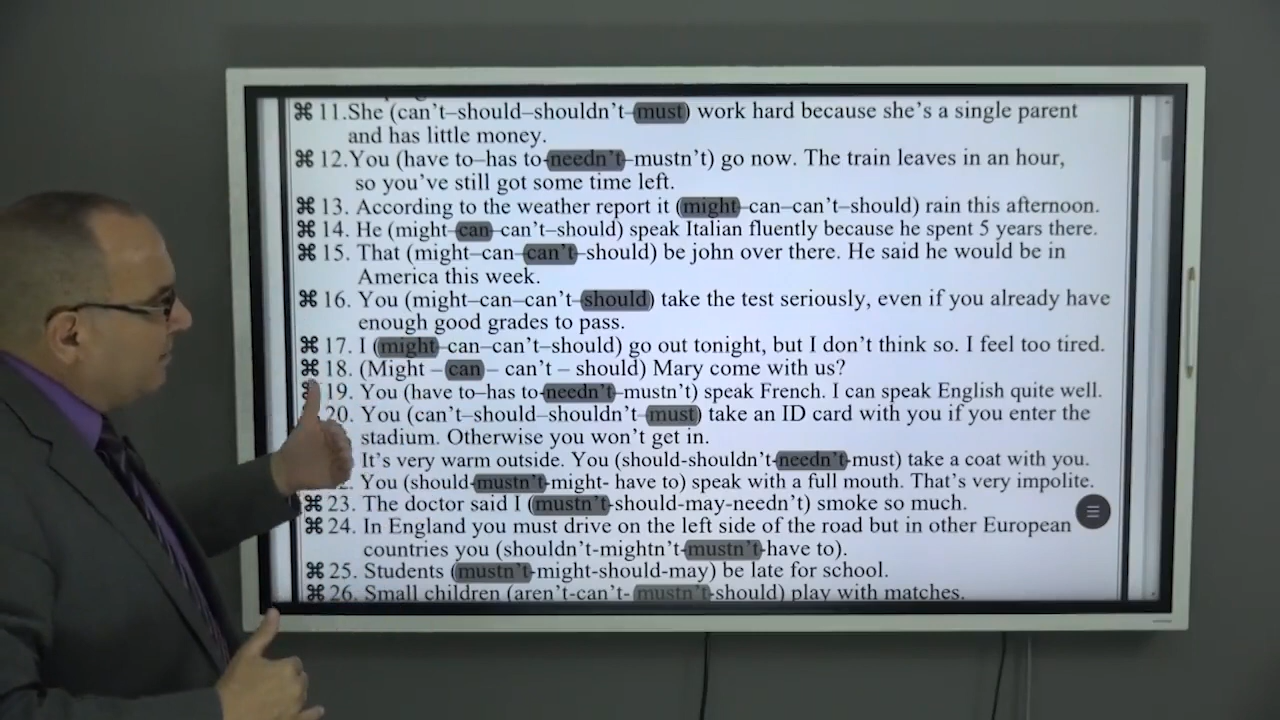 ⌘ 11.She (can't–should–shouldn't–must) work hard because she's a single parent
and has little money.
⌘ 12.You (have to–has to-needn't–mustn't) go now. The train leaves in an hour,
so you've still got some time left.
⌘ 13. According to the weather report it (might–can–can't–should) rain this afternoon.
⌘ 14. He (might–can–can't–should) speak Italian fluently because he spent 5 years there.
⌘ 15. That (might–can–can't–should) be john over there. He said he would be in
America this week.
⌘ 16. You (might–can–can't–should) take the test seriously, even if you already have
enough good grades to pass.
⌘ 17. I (might–can–can't–should) go out tonight, but I don't think so. I feel too tired.
⌘ 18. (Might – can – can't – should) Mary come with us?
⌘ 19. You (have to–has to-needn't–mustn't) speak French. I can speak English quite well.
20. You (can't–should–shouldn't–must) take an ID card with you if you enter the
stadium. Otherwise you won't get in.
It's very warm outside. You (should-shouldn't-needn't-must) take a coat with you.
2. You (should-mustn't-might- have to) speak with a full mouth. That's very impolite.
⌘ 23. The doctor said I (mustn't-should-may-needn't) smoke so much.
⌘ 24. In England you must drive on the left side of the road but in other European
countries you (shouldn't-mightn't-mustn't-have to).
⌘ 25. Students (mustn't-might-should-may) be late for school.
⌘ 26. Small children (aren't-can't- mustn't-should) play with matches.